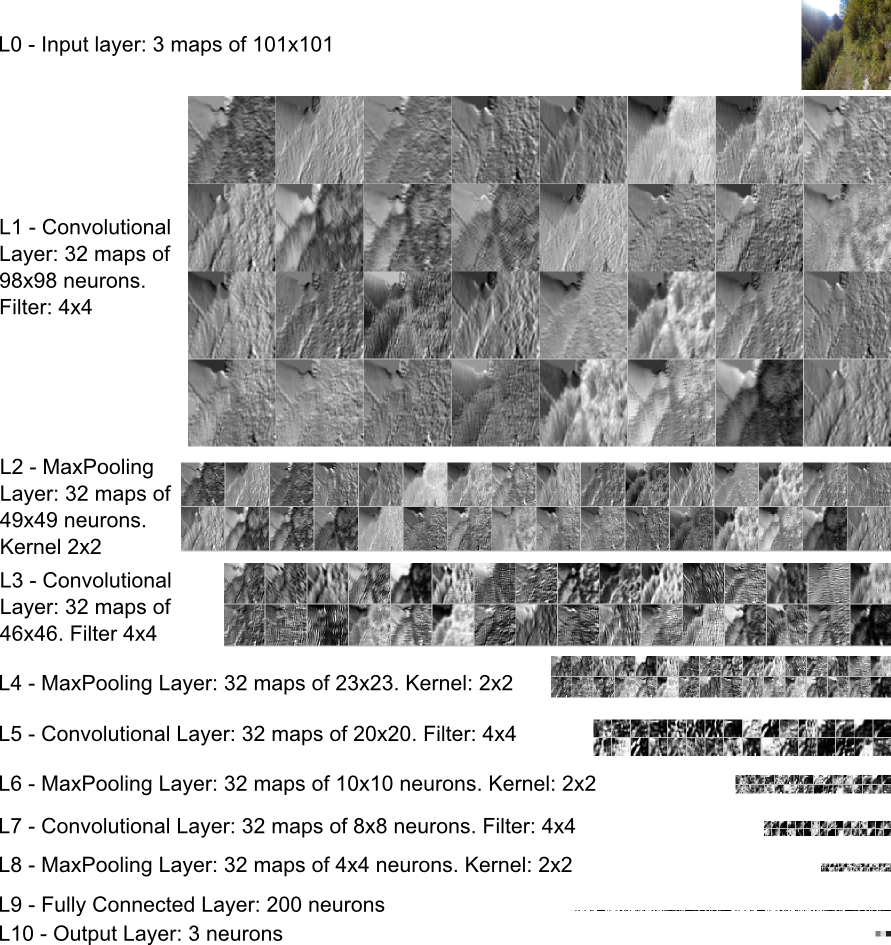 L0 - Input layer: 3 maps of 101x101
L1 - Convolutional
Layer: 32 maps of
98x98 neurons.
Filter: 4x4
L2 - MaxPooling
Layer: 32 maps of
49x49 neurons.
Kernel 2x2
L3 - Convolutional
Layer: 32 maps of
46x46. Filter 4x4
L4 - MaxPooling Layer: 32 maps of 23x23. Kernel: 2x2
L5 - Convolutional Layer: 32 maps of 20x20. Filter: 4x4
L6 - MaxPooling Layer: 32 maps of 10x10 neurons. Kernel: 2x2
L7 - Convolutional Layer: 32 maps of 8x8 neurons. Filter: 4x4
L8 - MaxPooling Layer: 32 maps of 4x4 neurons. Kernel: 2x2
L9 - Fully Connected Layer: 200 neurons
L10 - Output Layer: 3 neurons